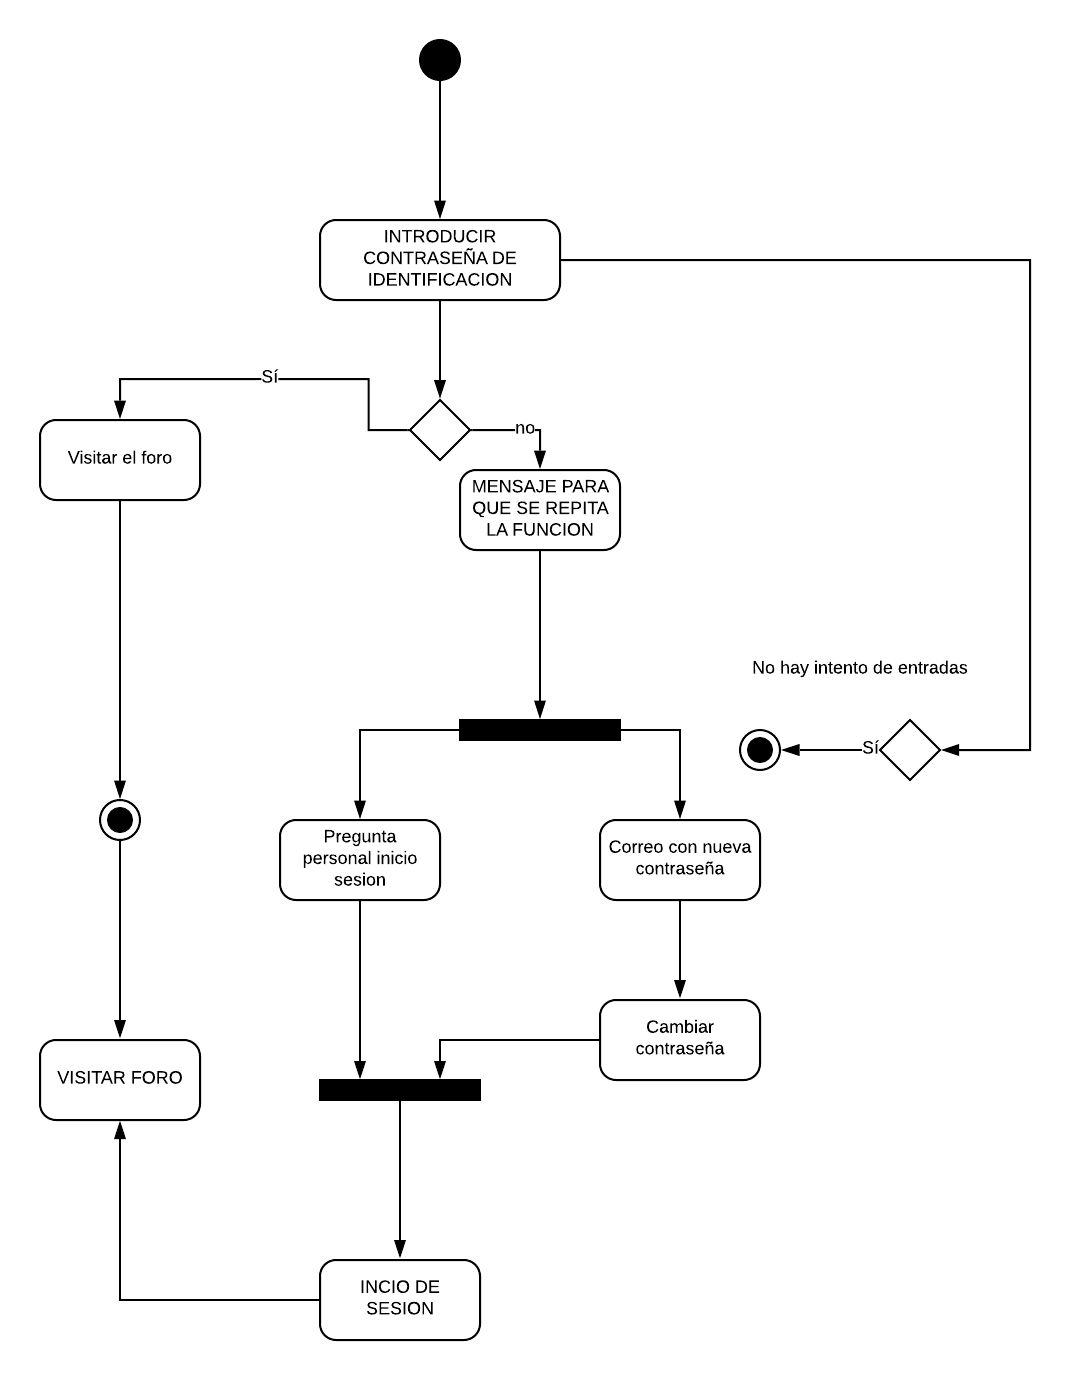 INTRODUCIR
CONTRASEÑA DE
IDENTIFICACION
Sí
no
Visitar el foro
MENSAJE PARA
QUE SE REPITA
LA FUNCION
No hay intento de entradas
Sí
Pregunta
personal inicio
sesion
Correo con nueva
contraseña
Cambiar
contraseña
VISITAR FORO
INCIO DE
SESION